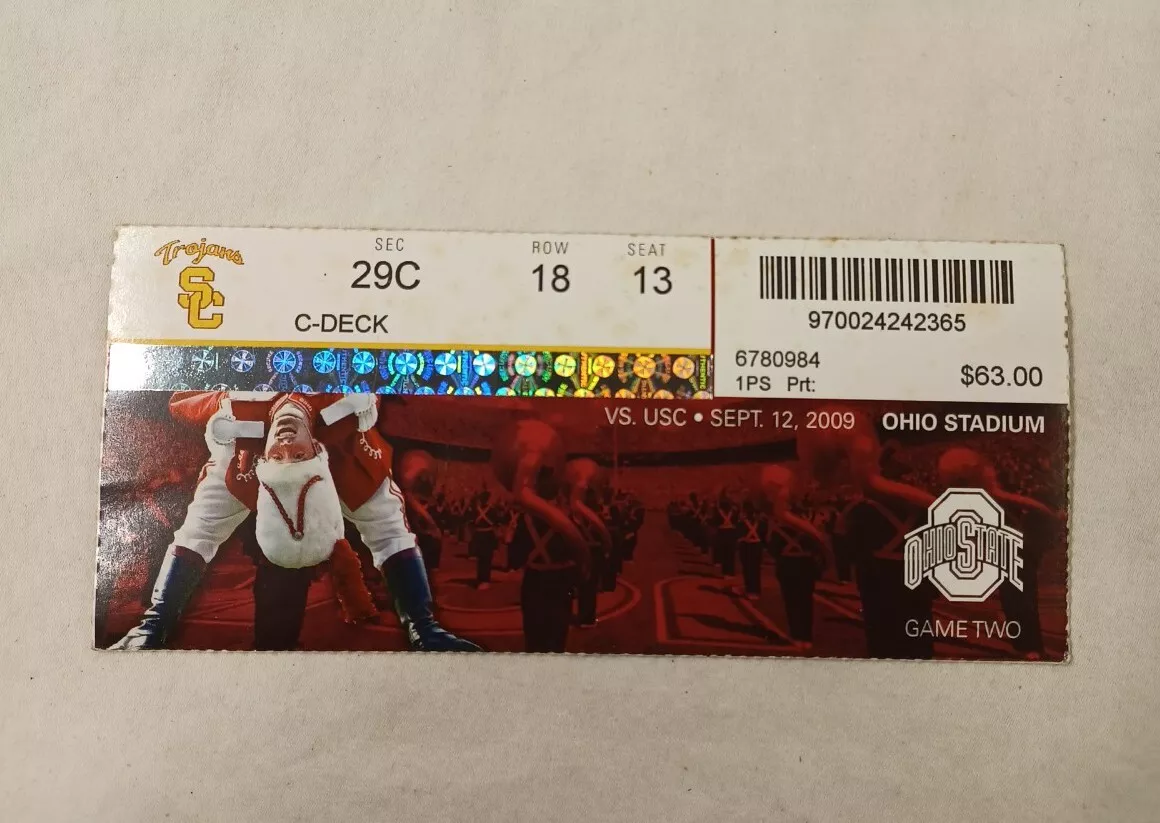 Trojans
SC
SEC
29C
ROW
18
SEAT
13
C-DECK
970024242365
6780984
1PS Prt:
$63.00
AUTHENTIC
VS. USC • SEPT. 12, 2009 OHIO STADIUM
OHIO STATE
GAME TWO